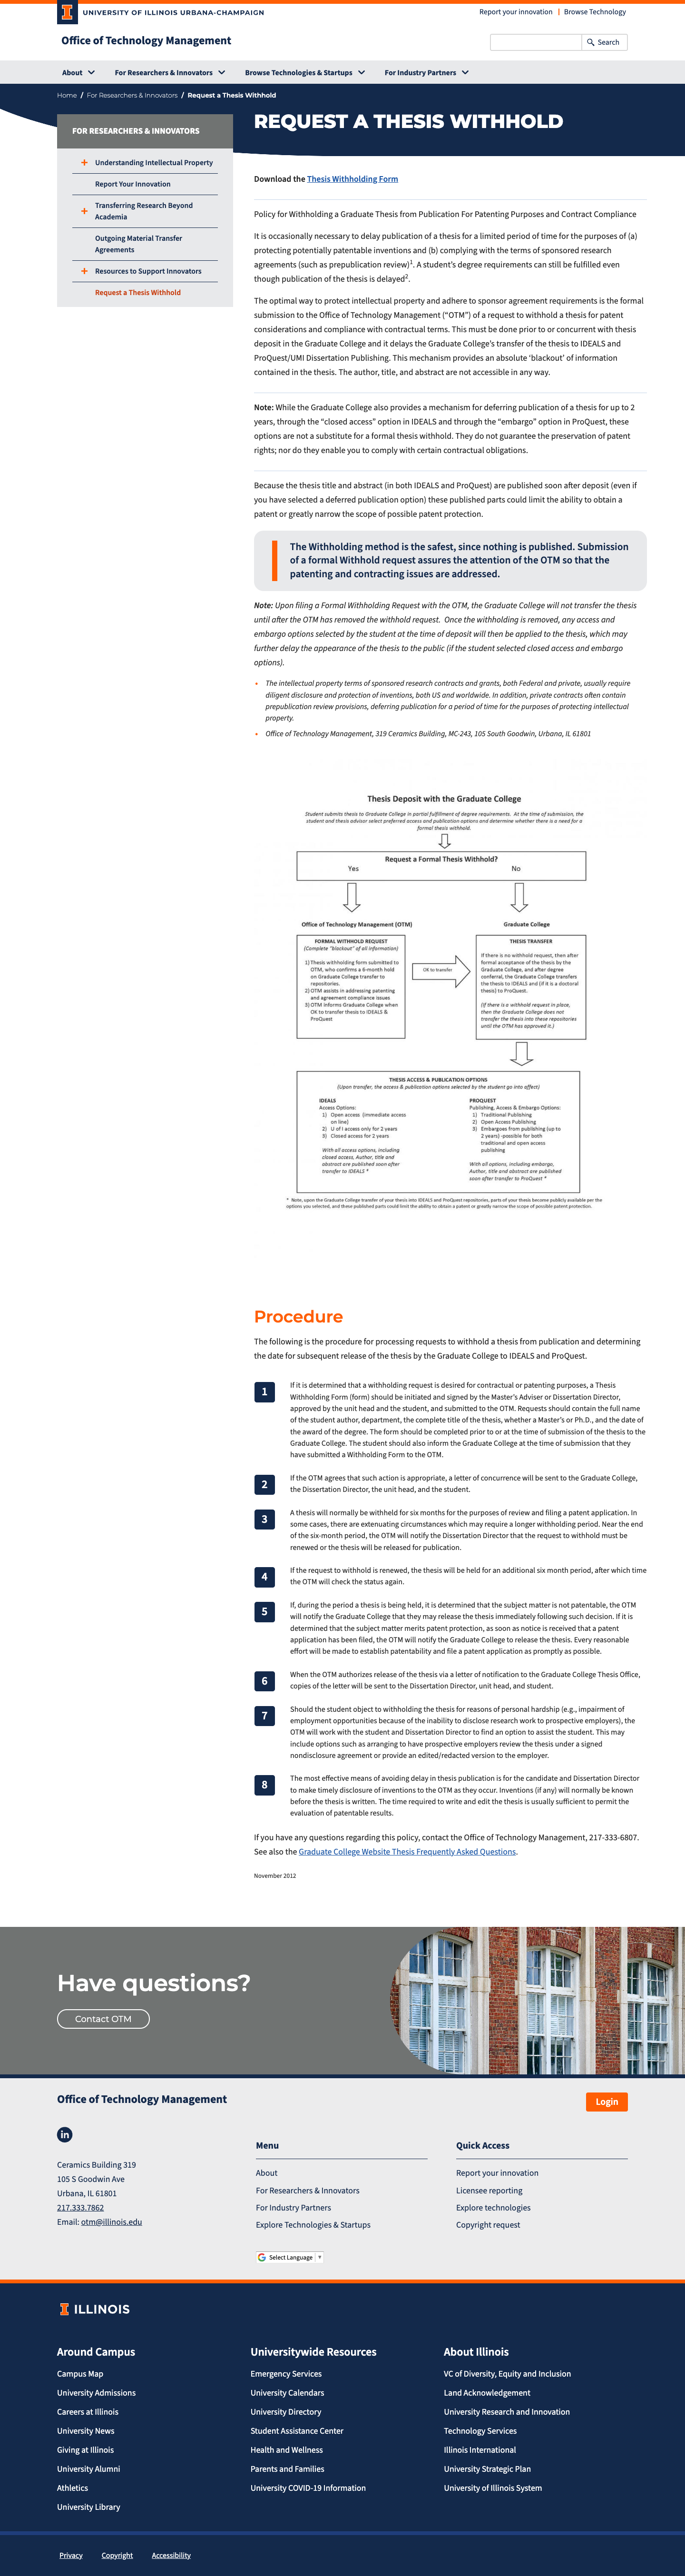 UNIVERSITY OF ILLINOIS URBANA-CHAMPAIGN
Report your innovation | Browse Technology
Office of Technology Management
Search
About
For Researchers & Innovators
Browse Technologies & Startups
For Industry Partners
Home / For Researchers & Innovators / Request a Thesis Withhold
REQUEST A THESIS WITHHOLD
FOR RESEARCHERS & INNOVATORS
Understanding Intellectual Property
Report Your Innovation
Transferring Research Beyond
Academia
Outgoing Material Transfer
Agreements
Resources to Support Innovators
Request a Thesis Withhold
Download the Thesis Withholding Form
Policy for Withholding a Graduate Thesis from Publication For Patenting Purposes and Contract Compliance
It is occasionally necessary to delay publication of a thesis for a limited period of time for the purposes of (a)
protecting potentially patentable inventions and (b) complying with the terms of sponsored research
agreements (such as prepublication review)1. A student’s degree requirements can still be fulfilled even
though publication of the thesis is delayed2.
The optimal way to protect intellectual property and adhere to sponsor agreement requirements is the formal
submission to the Office of Technology Management (“OTM”) of a request to withhold a thesis for patent
considerations and compliance with contractual terms. This must be done prior to or concurrent with thesis
deposit in the Graduate College and it delays the Graduate College’s transfer of the thesis to IDEALS and
ProQuest/UMI Dissertation Publishing. This mechanism provides an absolute ‘blackout’ of information
contained in the thesis. The author, title, and abstract are not accessible in any way.
Note: While the Graduate College also provides a mechanism for deferring publication of a thesis for up to 2
years, through the “closed access” option in IDEALS and through the “embargo” option in ProQuest, these
options are not a substitute for a formal thesis withhold. They do not guarantee the preservation of patent
rights; nor do they enable you to comply with certain contractual obligations.
Because the thesis title and abstract (in both IDEALS and ProQuest) are published soon after deposit (even if
you have selected a deferred publication option) these published parts could limit the ability to obtain a
patent or greatly narrow the scope of possible patent protection.
The Withholding method is the safest, since nothing is published. Submission
of a formal Withhold request assures the attention of the OTM so that the
patenting and contracting issues are addressed.
Note: Upon filing a Formal Withholding Request with the OTM, the Graduate College will not transfer the thesis
until after the OTM has removed the withhold request. Once the withholding is removed, any access and
embargo options selected by the student at the time of deposit will then be applied to the thesis, which may
further delay the appearance of the thesis to the public (if the student selected closed access and embargo
options).
• The intellectual property terms of sponsored research contracts and grants, both Federal and private, usually require
diligent disclosure and protection of inventions, both US and worldwide. In addition, private contracts often contain
prepublication review provisions, deferring publication for a period of time for the purposes of protecting intellectual
property.
• Office of Technology Management, 319 Ceramics Building, MC-243, 105 South Goodwin, Urbana, IL 61801
Thesis Deposit with the Graduate College
Student submits thesis to Graduate College in partial fulfillment of degree requirements. At the time of submission, the
student and thesis adviser select preferred access and publication options and determine whether there is a need for a
formal thesis withhold.
Request a Formal Thesis Withhold?
Yes
No
Office of Technology Management (OTM)
FORMAL WITHHOLD REQUEST
(Complete "blackout" of all information)
1) Thesis withholding form submitted to
OTM, who confirms a 6-month hold
on Graduate College transfer to
repositories.
2) OTM assists in addressing patenting
and agreement compliance issues
3) OTM informs Graduate College when
OK to transfer thesis to IDEALS &
ProQuest
OK to transfer
Graduate College
THESIS TRANSFER
If there is no withhold request, then after
formal acceptance of the thesis by the
Graduate College, and after degree
conferral, the Graduate College transfers
the thesis to IDEALS and (if it is a doctoral
thesis) to ProQuest.
(If there is a withhold request in place,
then the Graduate College does not
transfer the thesis into these repositories
until the OTM has approved it.)
THESIS ACCESS & PUBLICATION OPTIONS
(Upon transfer, the access & publication options selected by the student go into affect)
IDEALS
Access Options:
1) Open access (immediate access
on line)
2) U of I access only for 2 years
3) Closed access for 2 years
With all access options, including
closed access, Author, title and
abstract are published soon after
transfer to IDEALS *
PROQUEST
Publishing, Access & Embargo Options:
1) Traditional Publishing
2) Open Access Publishing
3) Embargoes from publishing (up to
2 years) -possible for both
traditional and open access
publishing.
With all options, including embargo,
Author, title and abstract are published
soon after transfer to ProQuest *
* Note, upon the Graduate College transfer of your thesis into IDEALS and ProQuest repositories, parts of your thesis become publicly available per the
options you selected, and these published parts could limit the ability to obtain a patent or greatly narrow the scope of possible patent protection.
Procedure
The following is the procedure for processing requests to withhold a thesis from publication and determining
the date for subsequent release of the thesis by the Graduate College to IDEALS and ProQuest.
1
If it is determined that a withholding request is desired for contractual or patenting purposes, a Thesis
Withholding Form (form) should be initiated and signed by the Master’s Adviser or Dissertation Director,
approved by the unit head and the student, and submitted to the OTM. Requests should contain the full name
of the student author, department, the complete title of the thesis, whether a Master’s or Ph.D., and the date of
the award of the degree. The form should be completed prior to or at the time of submission of the thesis to the
Graduate College. The student should also inform the Graduate College at the time of submission that they
have submitted a Withholding Form to the OTM.
2
If the OTM agrees that such action is appropriate, a letter of concurrence will be sent to the Graduate College,
the Dissertation Director, the unit head, and the student.
3
A thesis will normally be withheld for six months for the purposes of review and filing a patent application. In
some cases, there are extenuating circumstances which may require a longer withholding period. Near the end
of the six-month period, the OTM will notify the Dissertation Director that the request to withhold must be
renewed or the thesis will be released for publication.
4
If the request to withhold is renewed, the thesis will be held for an additional six month period, after which time
the OTM will check the status again.
5
If, during the period a thesis is being held, it is determined that the subject matter is not patentable, the OTM
will notify the Graduate College that they may release the thesis immediately following such decision. If it is
determined that the subject matter merits patent protection, as soon as notice is received that a patent
application has been filed, the OTM will notify the Graduate College to release the thesis. Every reasonable
effort will be made to establish patentability and file a patent application as promptly as possible.
6
When the OTM authorizes release of the thesis via a letter of notification to the Graduate College Thesis Office,
copies of the letter will be sent to the Dissertation Director, unit head, and student.
7
Should the student object to withholding the thesis for reasons of personal hardship (e.g., impairment of
employment opportunities because of the inability to disclose research work to prospective employers), the
OTM will work with the student and Dissertation Director to find an option to assist the student. This may
include options such as arranging to have prospective employers review the thesis under a signed
nondisclosure agreement or provide an edited/redacted version to the employer.
8
The most effective means of avoiding delay in thesis publication is for the candidate and Dissertation Director
to make timely disclosure of inventions to the OTM as they occur. Inventions (if any) will normally be known
before the thesis is written. The time required to write and edit the thesis is usually sufficient to permit the
evaluation of patentable results.
If you have any questions regarding this policy, contact the Office of Technology Management, 217-333-6807.
See also the Graduate College Website Thesis Frequently Asked Questions.
November 2012
Have questions?
Contact OTM
Office of Technology Management
Login
in
Ceramics Building 319
105 S Goodwin Ave
Urbana, IL 61801
217.333.7862
Email: otm@illinois.edu
Menu
About
For Researchers & Innovators
For Industry Partners
Explore Technologies & Startups
Quick Access
Report your innovation
Licensee reporting
Explore technologies
Copyright request
Select Language ▼
ILLINOIS
Around Campus
Campus Map
University Admissions
Careers at Illinois
University News
Giving at Illinois
University Alumni
Athletics
University Library
Universitywide Resources
Emergency Services
University Calendars
University Directory
Student Assistance Center
Health and Wellness
Parents and Families
University COVID-19 Information
About Illinois
VC of Diversity, Equity and Inclusion
Land Acknowledgement
University Research and Innovation
Technology Services
Illinois International
University Strategic Plan
University of Illinois System
Privacy
Copyright
Accessibility